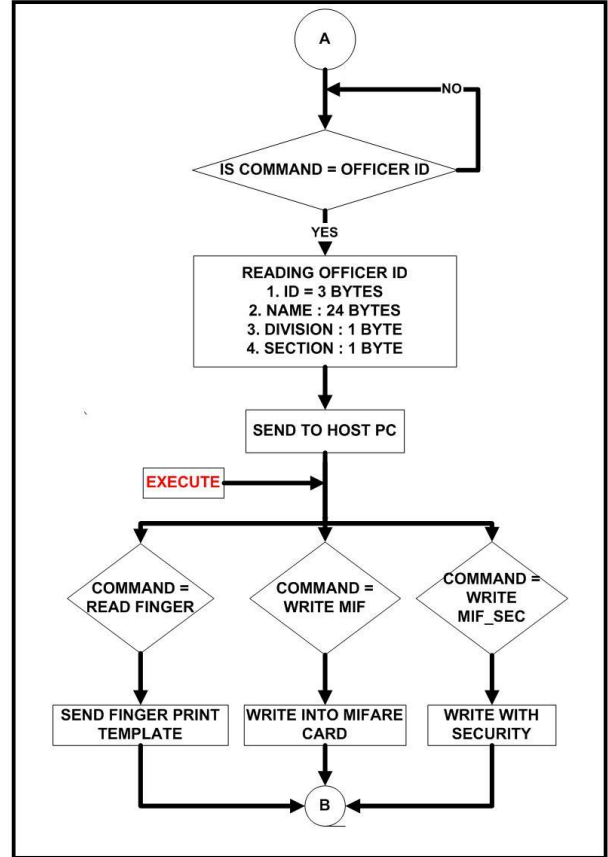 A
NO
IS COMMAND = OFFICER ID
YES
READING OFFICER ID
1. ID = 3 BYTES
2. NAME : 24 BYTES
3. DIVISION : 1 BYTE
4. SECTION : 1 BYTE
SEND TO HOST PC
EXECUTE
COMMAND =
READ FINGER
COMMAND =
WRITE MIF
COMMAND =
WRITE
MIF_SEC
SEND FINGER PRINT
TEMPLATE
WRITE INTO MIFARE
CARD
WRITE WITH
SECURITY
B